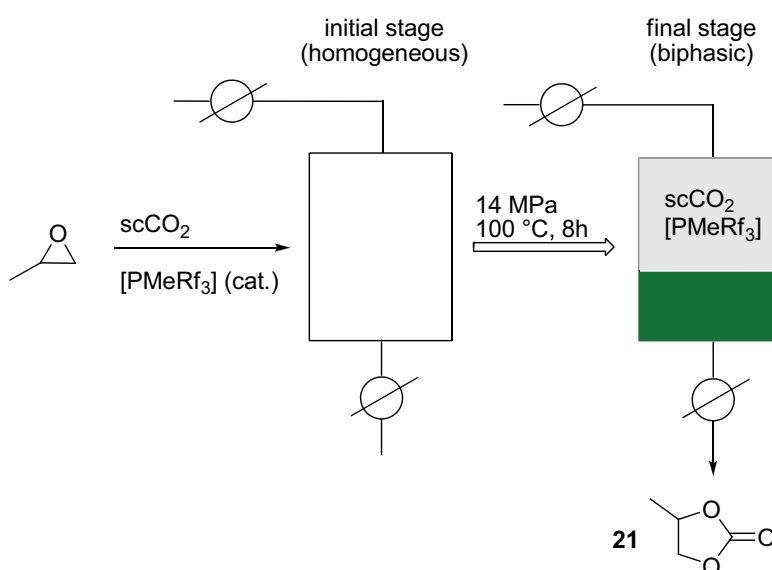 initial stage
(homogeneous)
final stage
(biphasic)
O
scCO₂
[PMeRf₃] (cat.)
14 MPa
100 °C, 8h
scCO₂
[PMeRf₃]
21
O
O
O